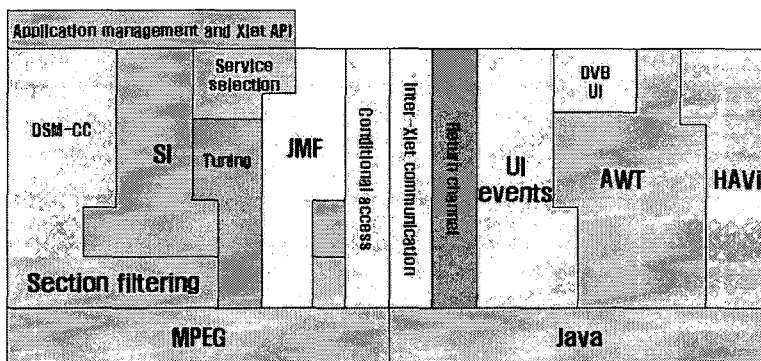 Application management and Xlet API
Service
selection
DSM-CC
SI
Tuning
JMF
Conditional access
Inter-Xlet communication
Return channel
UI
events
DVB
UI
AWT
HAVi
Section filtering
MPEG
Java